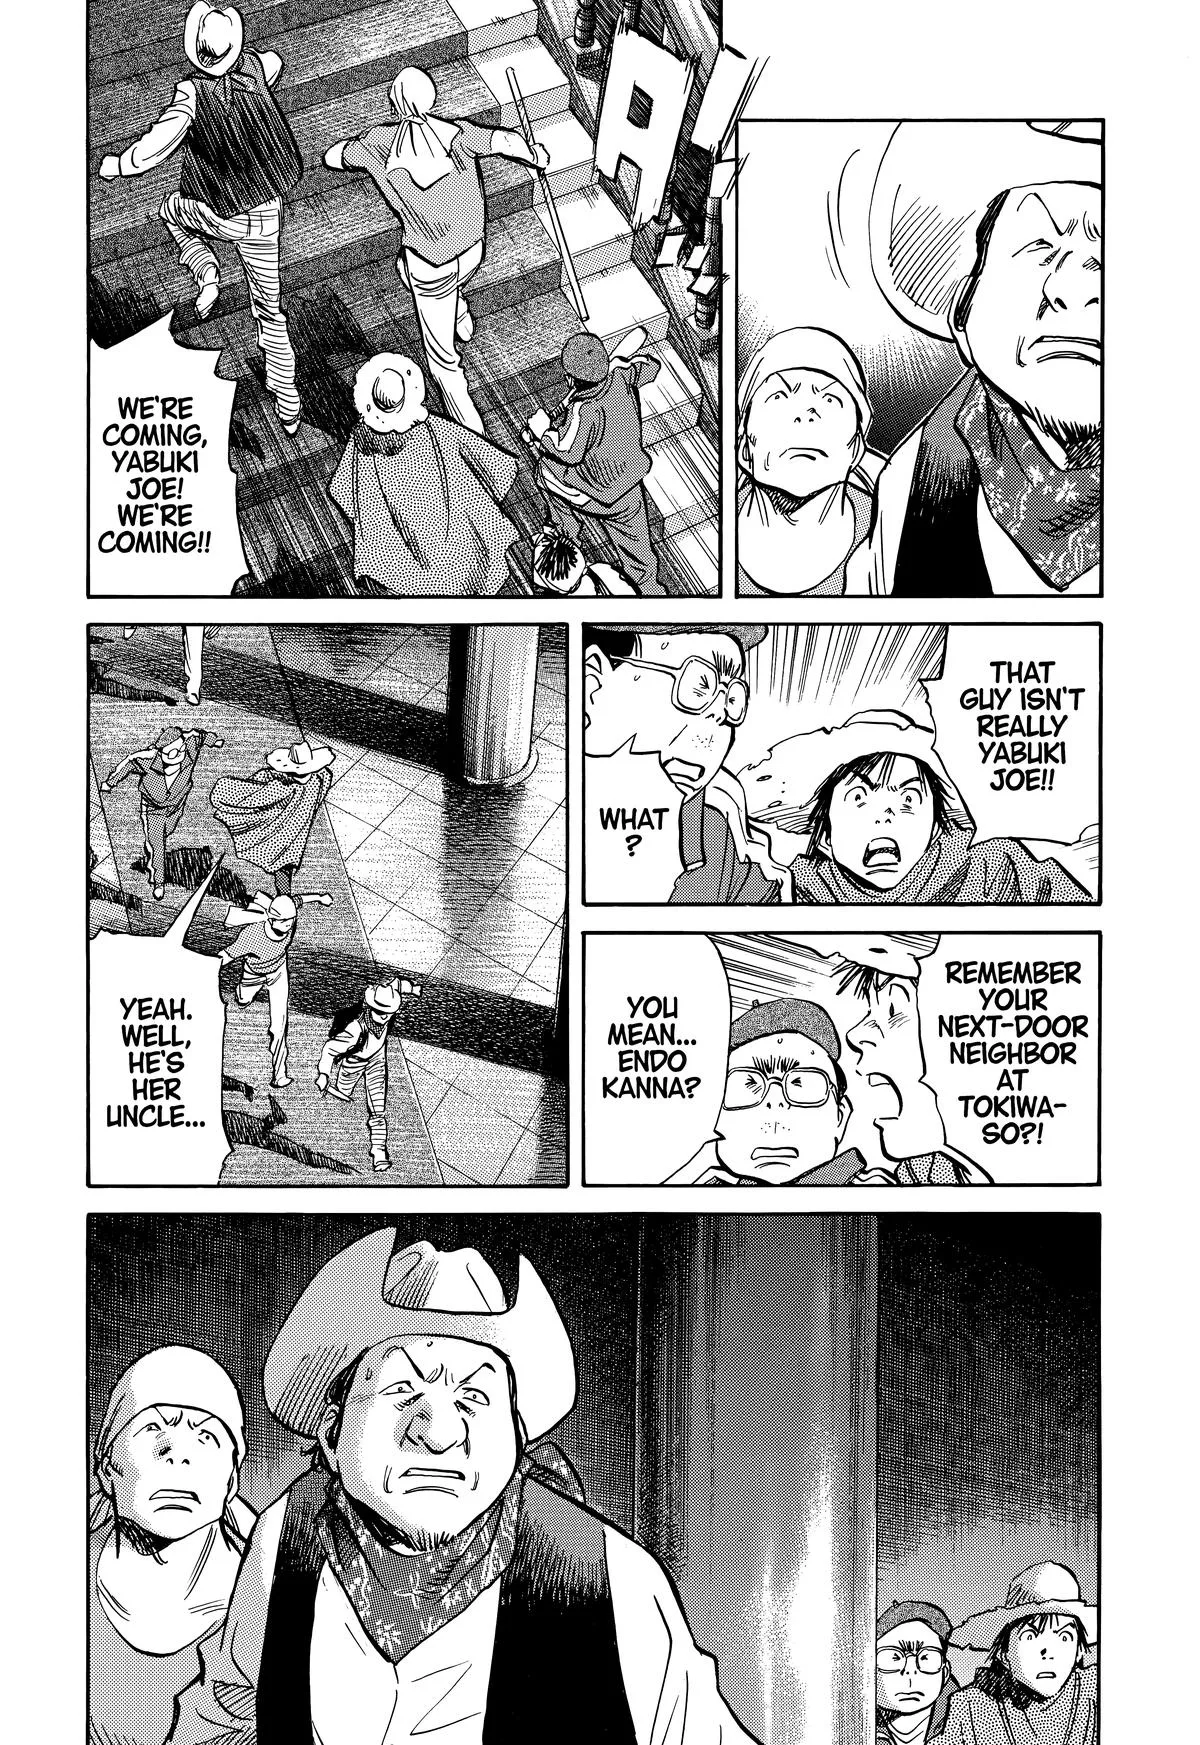 WE'RE
COMING,
YABUKI
JOE!
WE'RE
COMING!!
THAT
GUY ISN'T
REALLY
YABUKI
JOE!!
WHAT
?
REMEMBER
YOUR
NEXT-DOOR
NEIGHBOR
AT
TOKIWA-
SO?!
YOU
MEAN...
ENDO
KANNA?
YEAH.
WELL,
HE'S
HER
UNCLE...